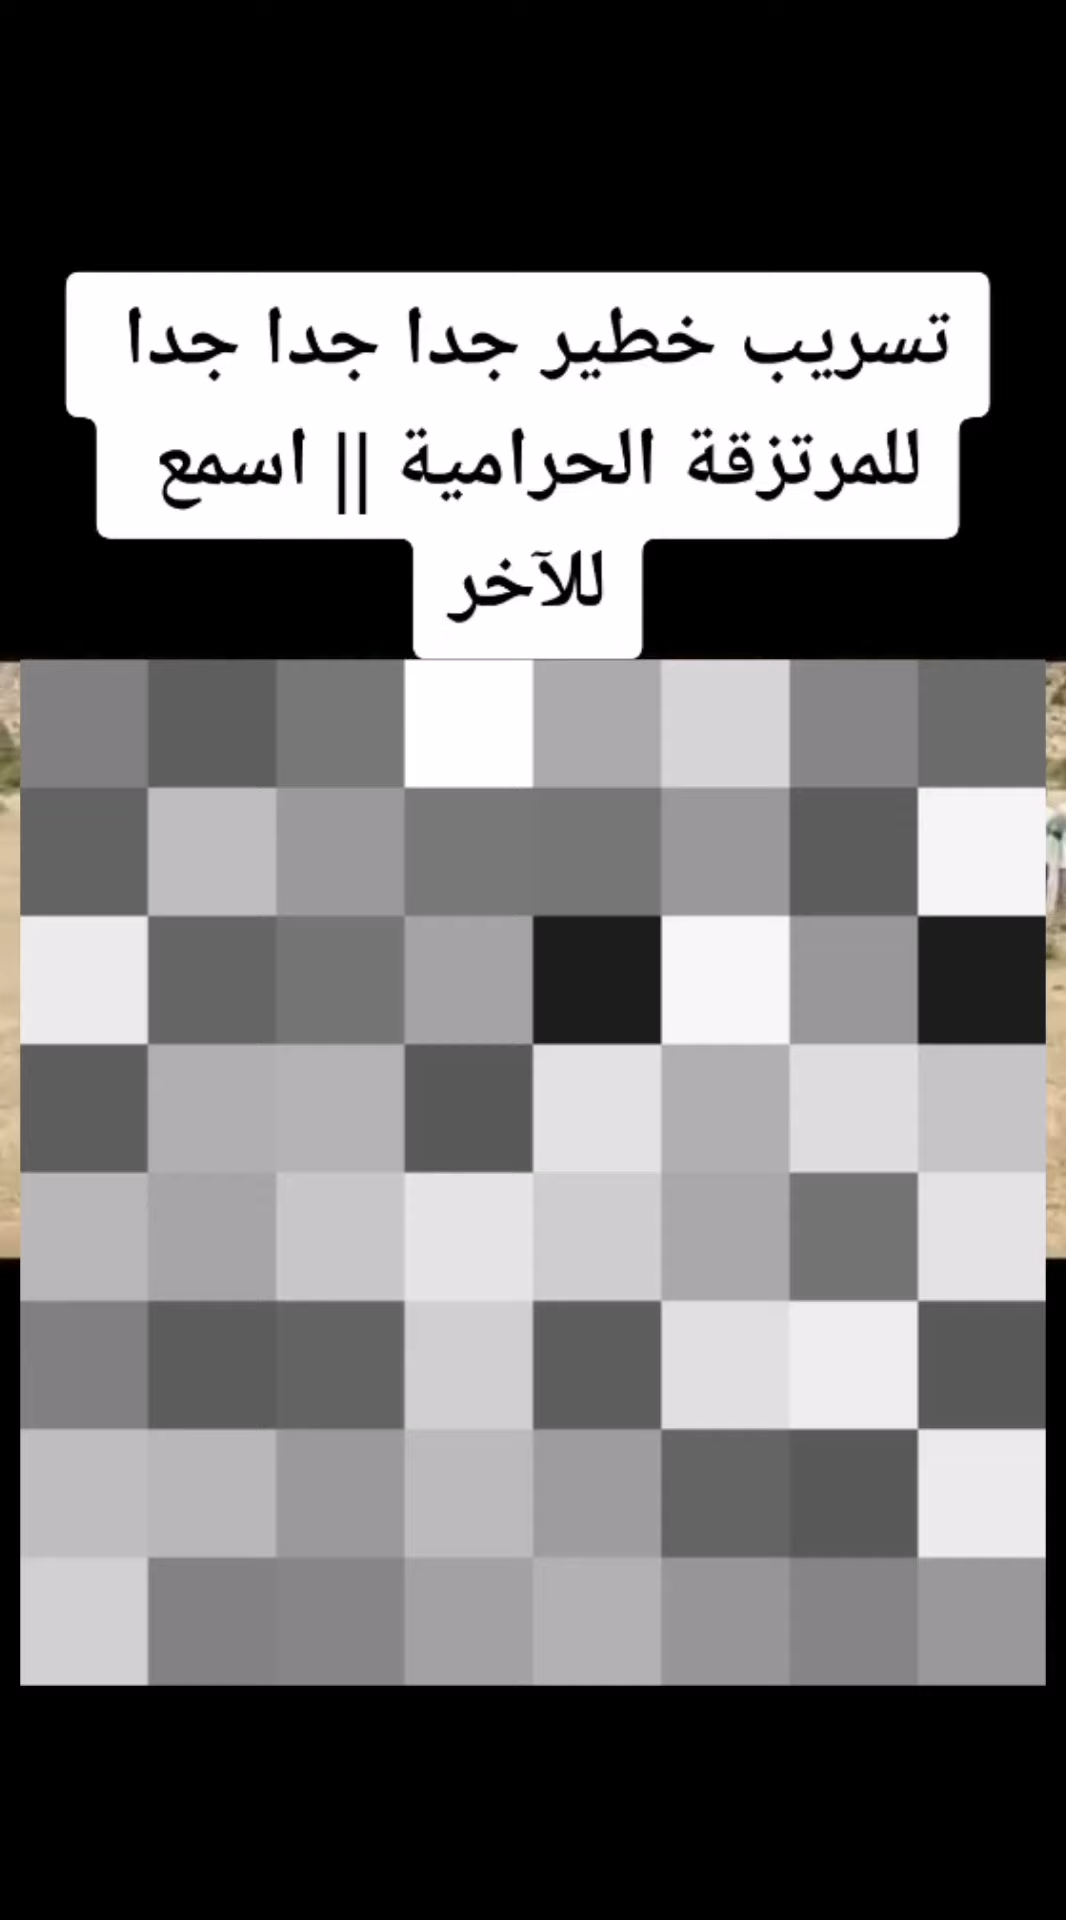 تسريب خطير جدا جدا جدا
للمرتزقة الحرامية || اسمع
للآخر